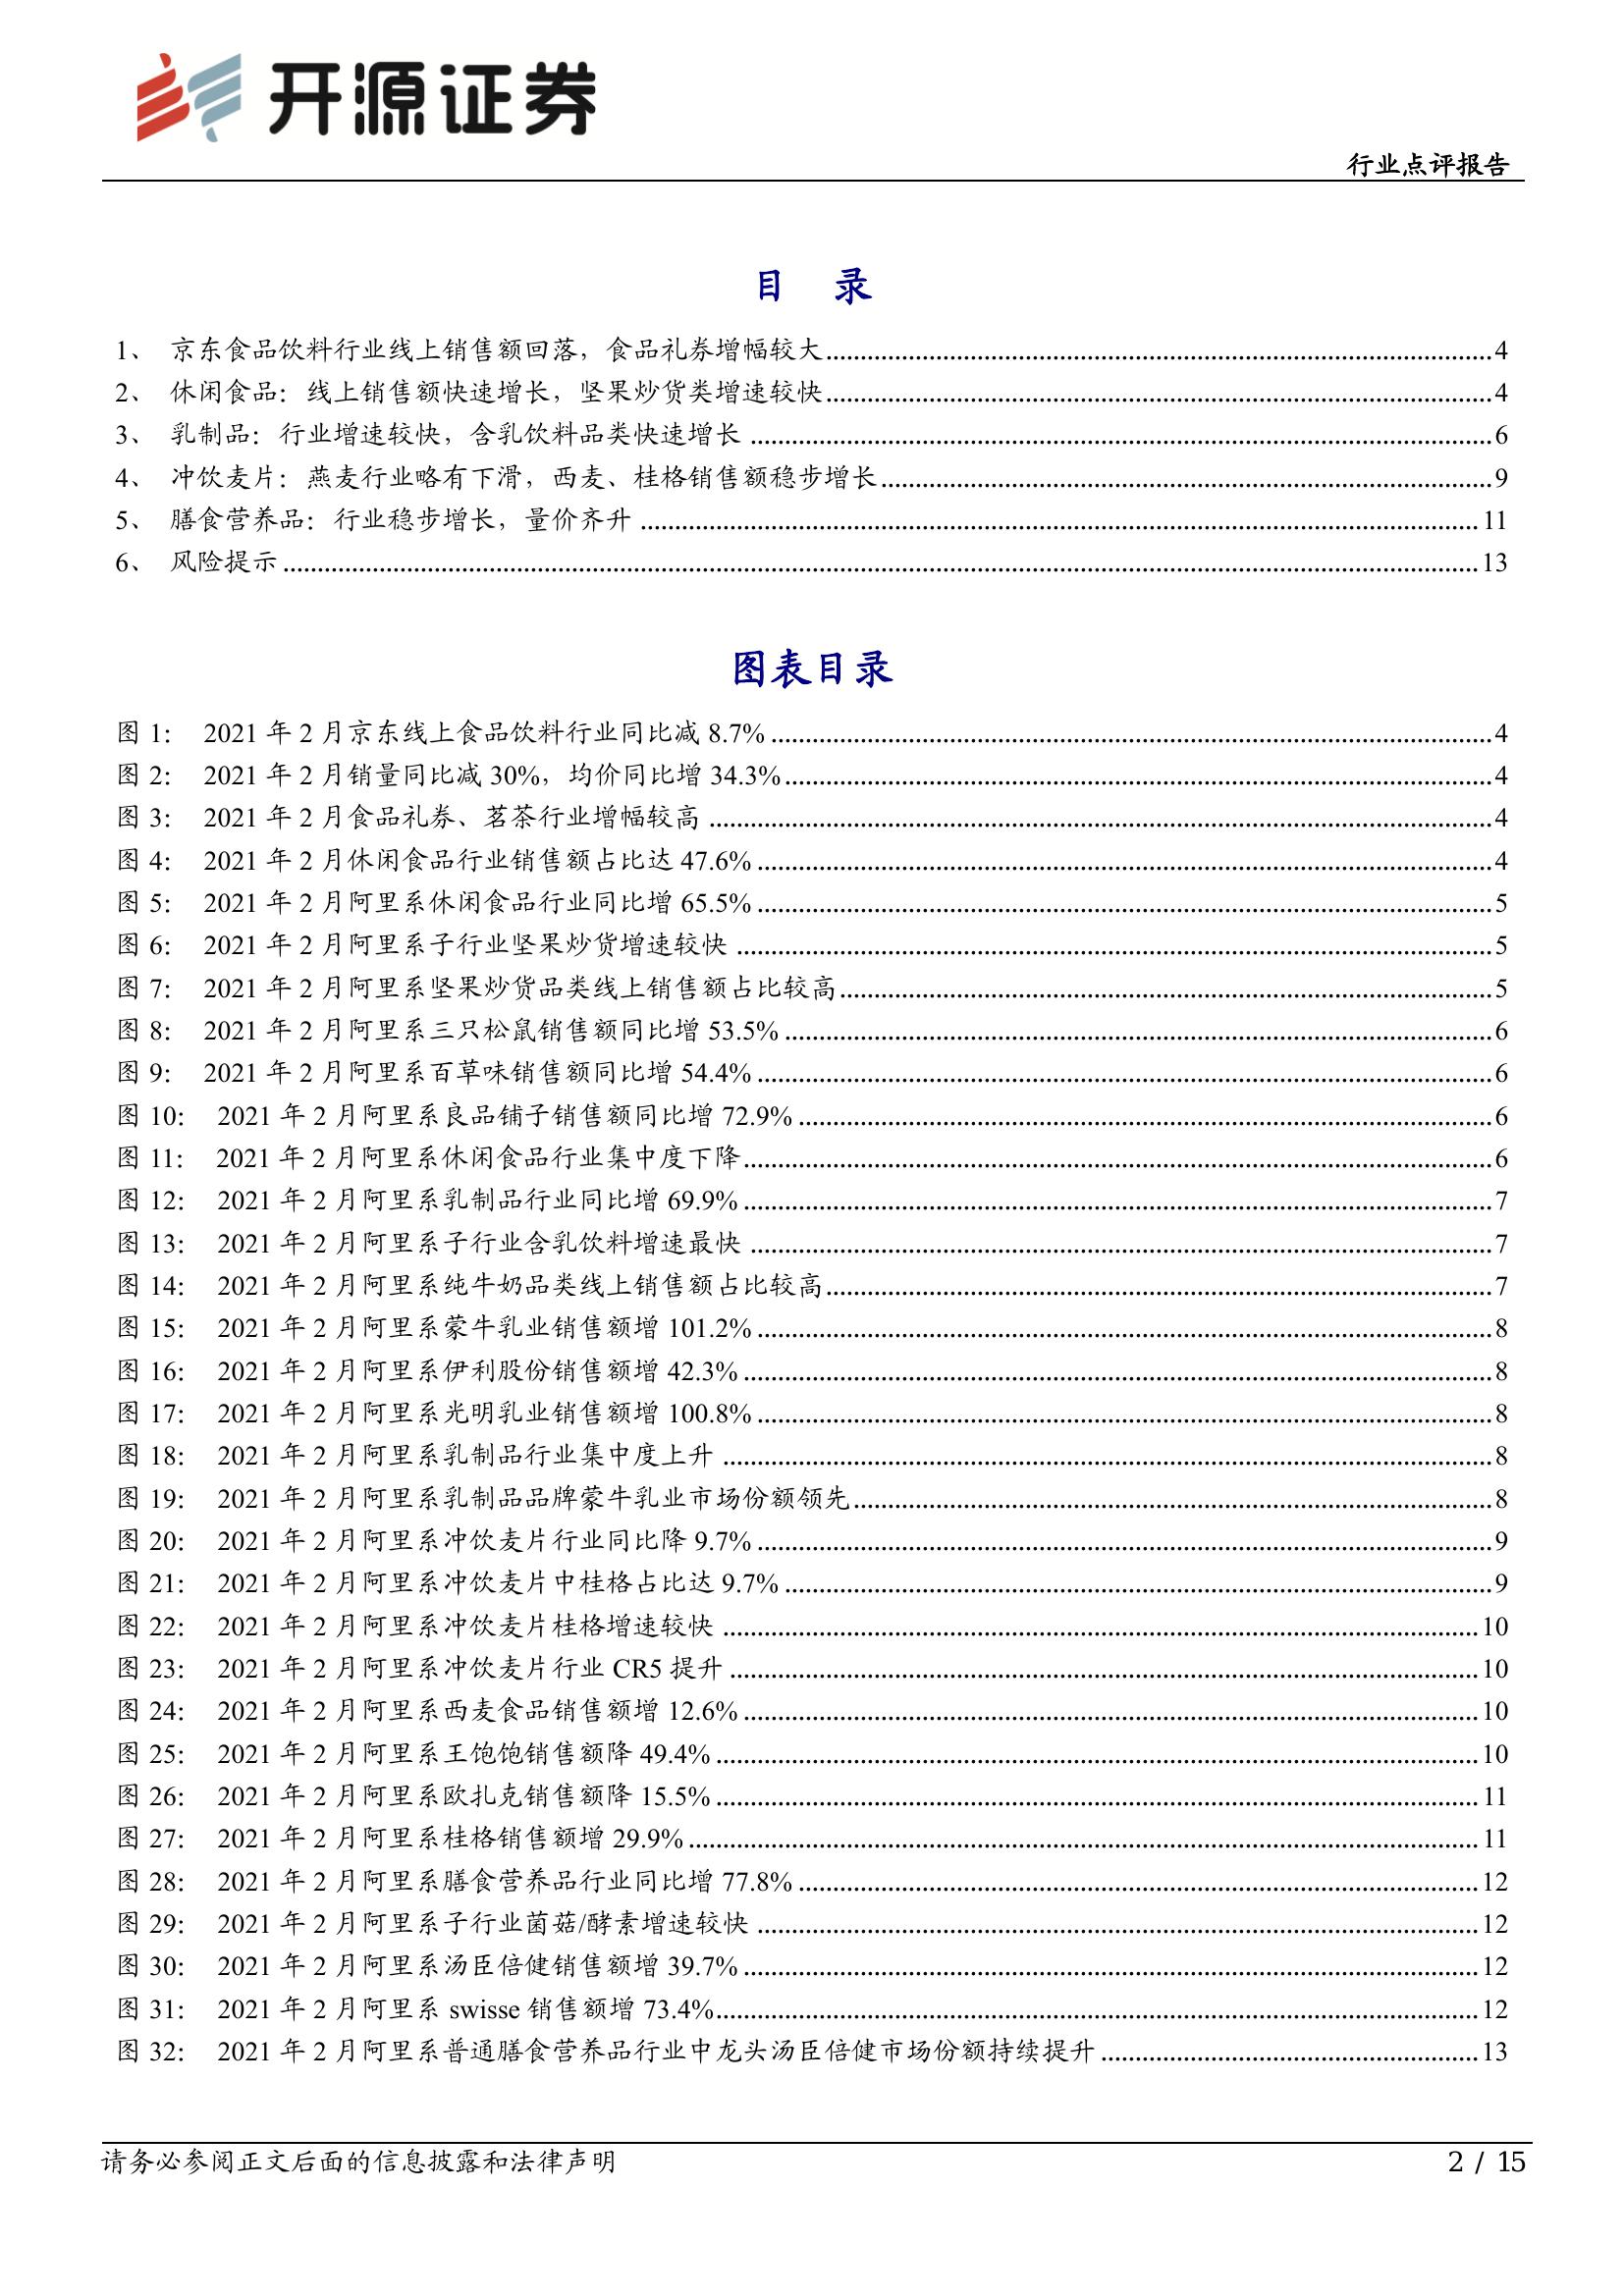 开源证券
行业点评报告
目 录
1、 京东食品饮料行业线上销售额回落，食品礼券增幅较大 4
2、 休闲食品：线上销售额快速增长，坚果炒货类增速较快 4
3、 乳制品：行业增速较快，含乳饮料品类快速增长 6
4、 冲饮麦片：燕麦行业略有下滑，西麦、桂格销售额稳步增长 9
5、 膳食营养品：行业稳步增长，量价齐升 11
6、 风险提示 13
图表目录
图 1： 2021 年 2 月京东线上食品饮料行业同比减 8.7% 4
图 2： 2021 年 2 月销量同比减 30%，均价同比增 34.3% 4
图 3： 2021 年 2 月食品礼券、茗茶行业增幅较高 4
图 4： 2021 年 2 月休闲食品行业销售额占比达 47.6% 4
图 5： 2021 年 2 月阿里系休闲食品行业同比增 65.5% 5
图 6： 2021 年 2 月阿里系子行业坚果炒货增速较快 5
图 7： 2021 年 2 月阿里系坚果炒货品类线上销售额占比较高 5
图 8： 2021 年 2 月阿里系三只松鼠销售额同比增 53.5% 6
图 9： 2021 年 2 月阿里系百草味销售额同比增 54.4% 6
图 10： 2021 年 2 月阿里系良品铺子销售额同比增 72.9% 6
图 11： 2021 年 2 月阿里系休闲食品行业集中度下降 6
图 12： 2021 年 2 月阿里系乳制品行业同比增 69.9% 7
图 13： 2021 年 2 月阿里系子行业含乳饮料增速最快 7
图 14： 2021 年 2 月阿里系纯牛奶品类线上销售额占比较高 7
图 15： 2021 年 2 月阿里系蒙牛乳业销售额增 101.2% 8
图 16： 2021 年 2 月阿里系伊利股份销售额增 42.3% 8
图 17： 2021 年 2 月阿里系光明乳业销售额增 100.8% 8
图 18： 2021 年 2 月阿里系乳制品行业集中度上升 8
图 19： 2021 年 2 月阿里系乳制品品牌蒙牛乳业市场份额领先 8
图 20： 2021 年 2 月阿里系冲饮麦片行业同比降 9.7% 9
图 21： 2021 年 2 月阿里系冲饮麦片中桂格占比达 9.7% 9
图 22： 2021 年 2 月阿里系冲饮麦片桂格增速较快 10
图 23： 2021 年 2 月阿里系冲饮麦片行业 CR5 提升 10
图 24： 2021 年 2 月阿里系西麦食品销售额增 12.6% 10
图 25： 2021 年 2 月阿里系王饱饱销售额降 49.4% 10
图 26： 2021 年 2 月阿里系欧扎克销售额降 15.5% 11
图 27： 2021 年 2 月阿里系桂格销售额增 29.9% 11
图 28： 2021 年 2 月阿里系膳食营养品行业同比增 77.8% 12
图 29： 2021 年 2 月阿里系子行业菌菇/酵素增速较快 12
图 30： 2021 年 2 月阿里系汤臣倍健销售额增 39.7% 12
图 31： 2021 年 2 月阿里系 swisse 销售额增 73.4% 12
图 32： 2021 年 2 月阿里系普通膳食营养品行业中龙头汤臣倍健市场份额持续提升 13
请务必参阅正文后面的信息披露和法律声明 2 / 15